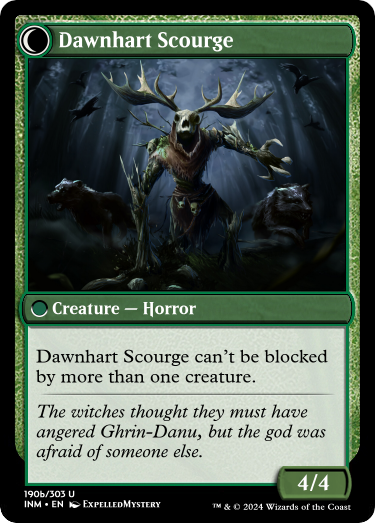 Dawnhart Scourge
Creature — Horror
Dawnhart Scourge can't be blocked
by more than one creature.
The witches thought they must have
angered Ghrin-Danu, but the god was
afraid of someone else.
4/4
190b/303 U
INM • EN ExpelledMystery
™ & © 2024 Wizards of the Coast